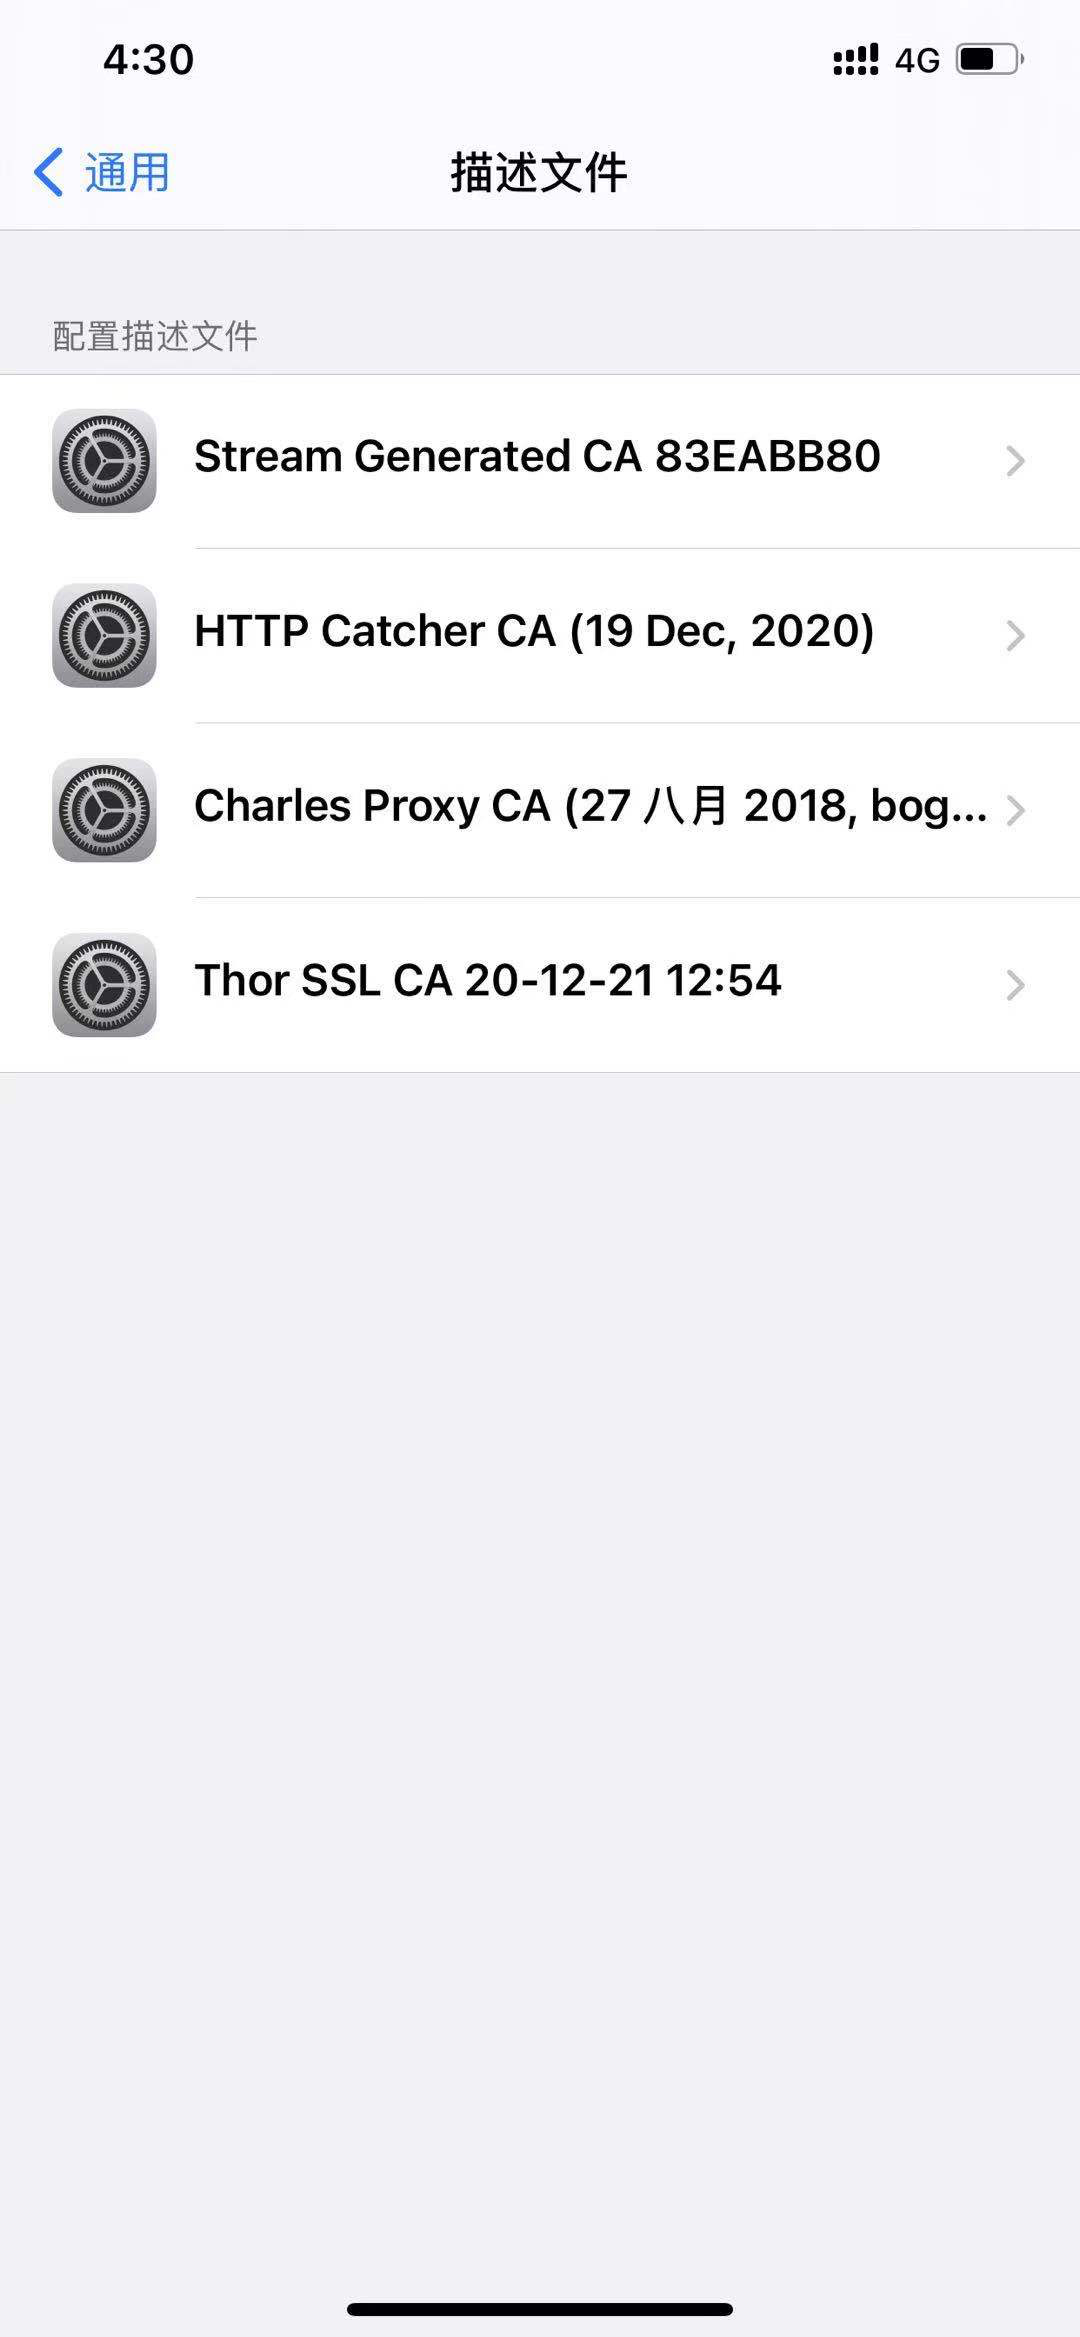 4:30
4G
通用
描述文件
配置描述文件
Stream Generated CA 83EABB80
HTTP Catcher CA (19 Dec, 2020)
Charles Proxy CA (27 八月 2018, bog...
Thor SSL CA 20-12-21 12:54